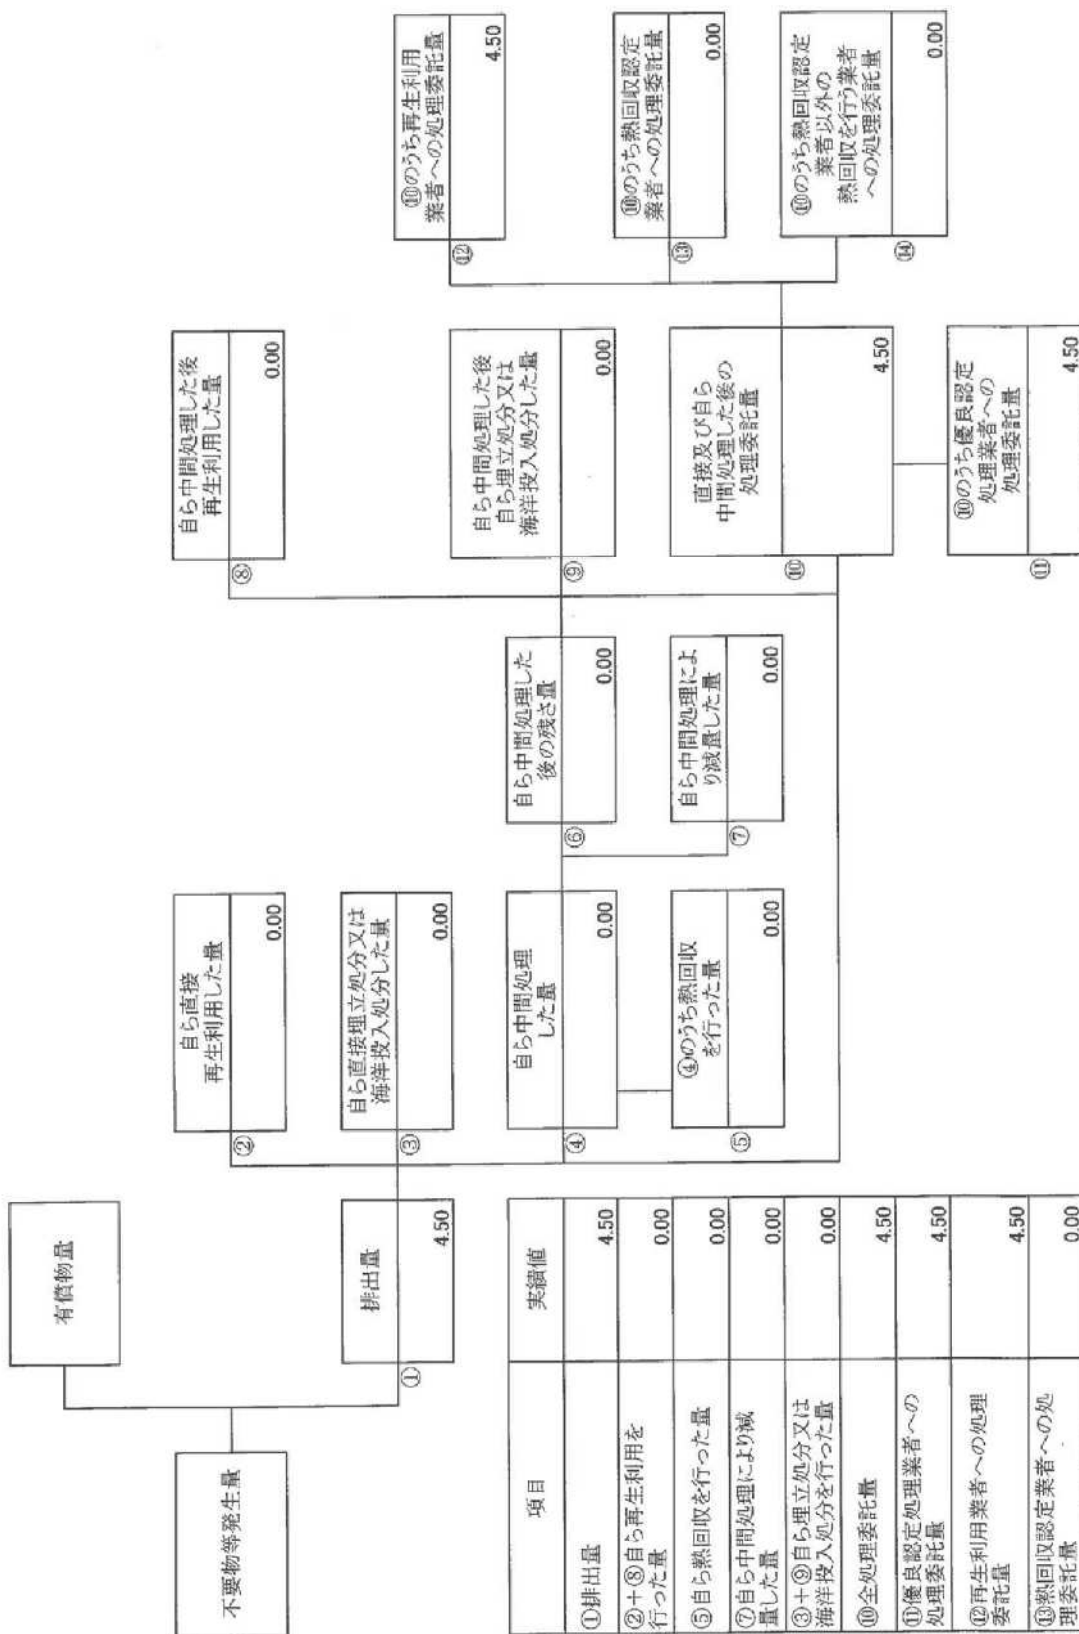 不要物等発生量
有償物量
①
排出量
4.50
②
自ら直接
再生利用した量
0.00
③
自ら直接埋立処分又は
海洋投入処分した量
0.00
④
自ら中間処理
した量
0.00
⑤
④のうち熱回収
を行った量
0.00
⑥
自ら中間処理した
後の残さ量
0.00
⑦
自ら中間処理によ
り減量した量
0.00
⑧
自ら中間処理した後
再生利用した量
0.00
⑨
自ら中間処理した後
自ら埋立処分又は
海洋投入処分した量
0.00
⑩
直接及び自ら
中間処理した後の
処理委託量
4.50
⑪
⑩のうち優良認定
処理業者への
処理委託量
4.50
⑫
⑩のうち再生利用
業者への処理委託量
4.50
⑬
⑩のうち熱回収認定
業者への処理委託量
0.00
⑭
⑩のうち熱回収認定
業者以外の
熱回収を行う業者
への処理委託量
0.00
項目 実績値
①排出量 4.50
②+⑧自ら再生利用を
行った量 0.00
⑤自ら熱回収を行った量 0.00
⑦自ら中間処理により減
量した量 0.00
③+⑨自ら埋立処分又は
海洋投入処分を行った量 0.00
⑩全処理委託量 4.50
⑪優良認定処理業者への
処理委託量 4.50
⑫再生利用業者への処理
委託量 4.50
⑬熱回収認定業者への処
理委託量 0.00